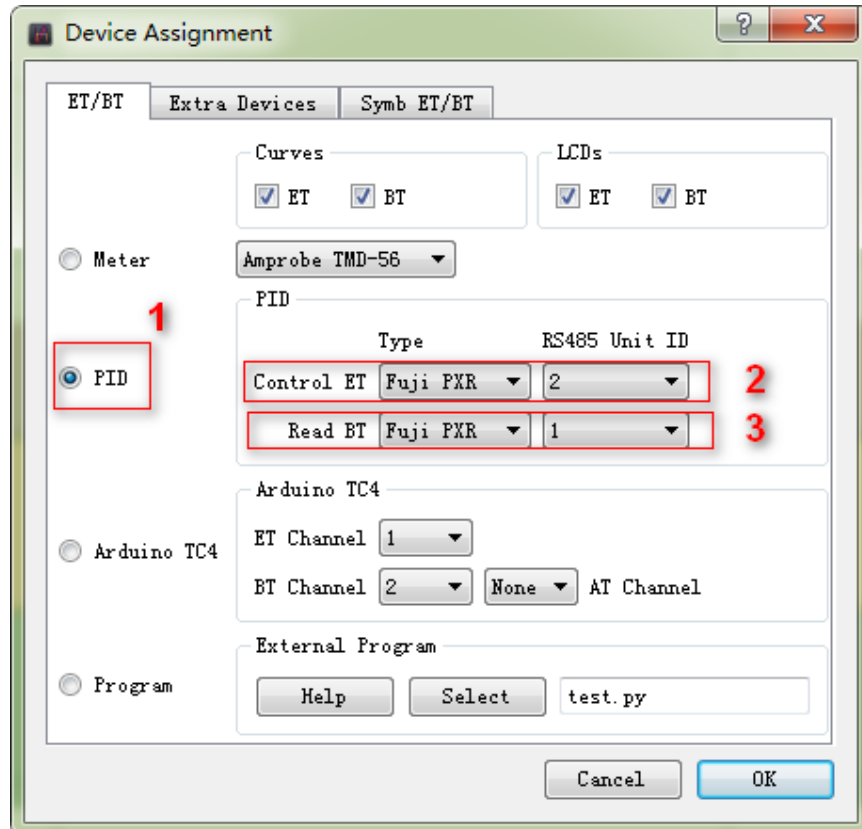 Device Assignment
ET/BT Extra Devices Symb ET/BT
Curves LCDs
ET BT ET BT
Meter Amprobe TMD-56
1 PID
Type RS485 Unit ID
PID Control ET Fuji PXR 2 2
Read BT Fuji PXR 1 3
Arduino TC4
ET Channel 1
Arduino TC4
BT Channel 2 None AT Channel
External Program
Program Help Select test.py
Cancel OK